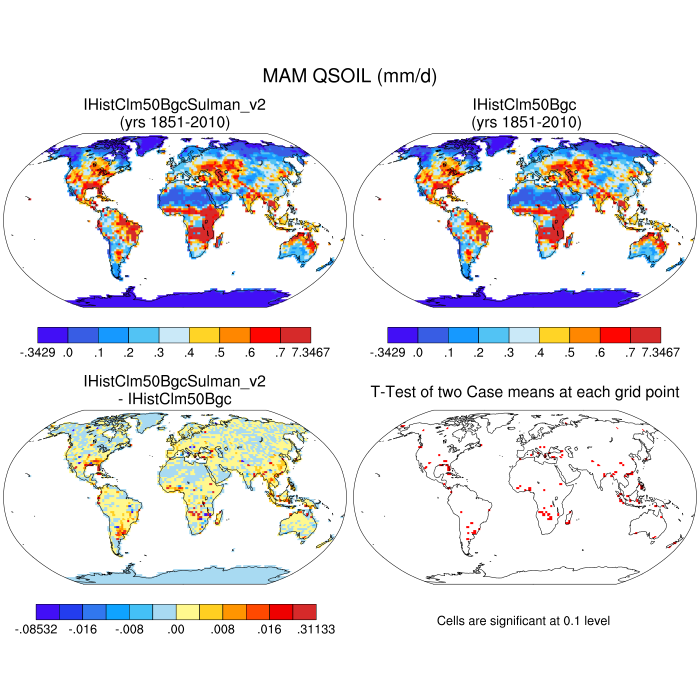 MAM QSOIL (mm/d)
IHistClm50BgcSulman_v2
(yrs 1851-2010)
IHistClm50Bgc
(yrs 1851-2010)
-.3429 .0 .1 .2 .3 .4 .5 .6 .7 7.3467
-.3429 .0 .1 .2 .3 .4 .5 .6 .7 7.3467
IHistClm50BgcSulman_v2
- IHistClm50Bgc
T-Test of two Case means at each grid point
-.08532 -.016 -.008 .00 .008 .016 .31133
Cells are significant at 0.1 level